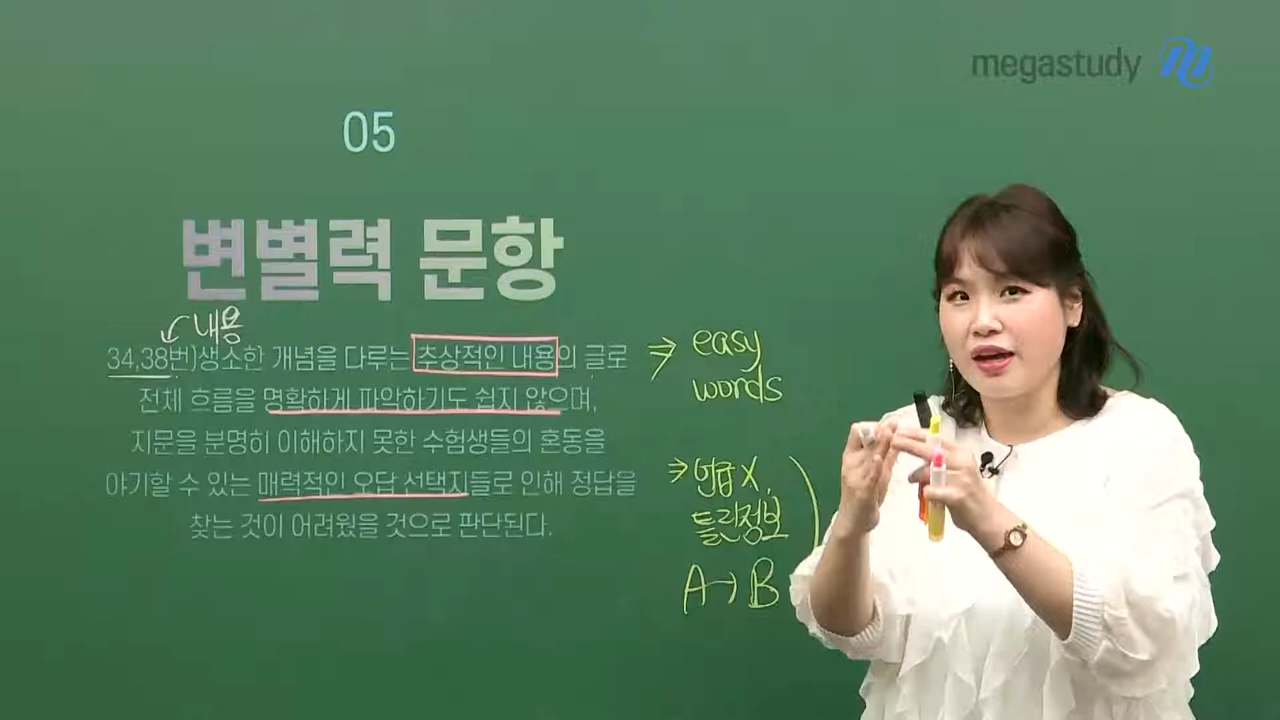 megastudy
05
변별력 문항
내용
34,38번)생소한 개념을 다루는 추상적인 내용의 글로
전체 흐름을 명확하게 파악하기도 쉽지 않으며,
지문을 분명히 이해하지 못한 수험생들의 혼동을
야기할 수 있는 매력적인 오답 선택지들로 인해 정답을
찾는 것이 어려웠을 것으로 판단된다.
⇒ easy
words
⇒ 언급 X,
틀린정보
A→B